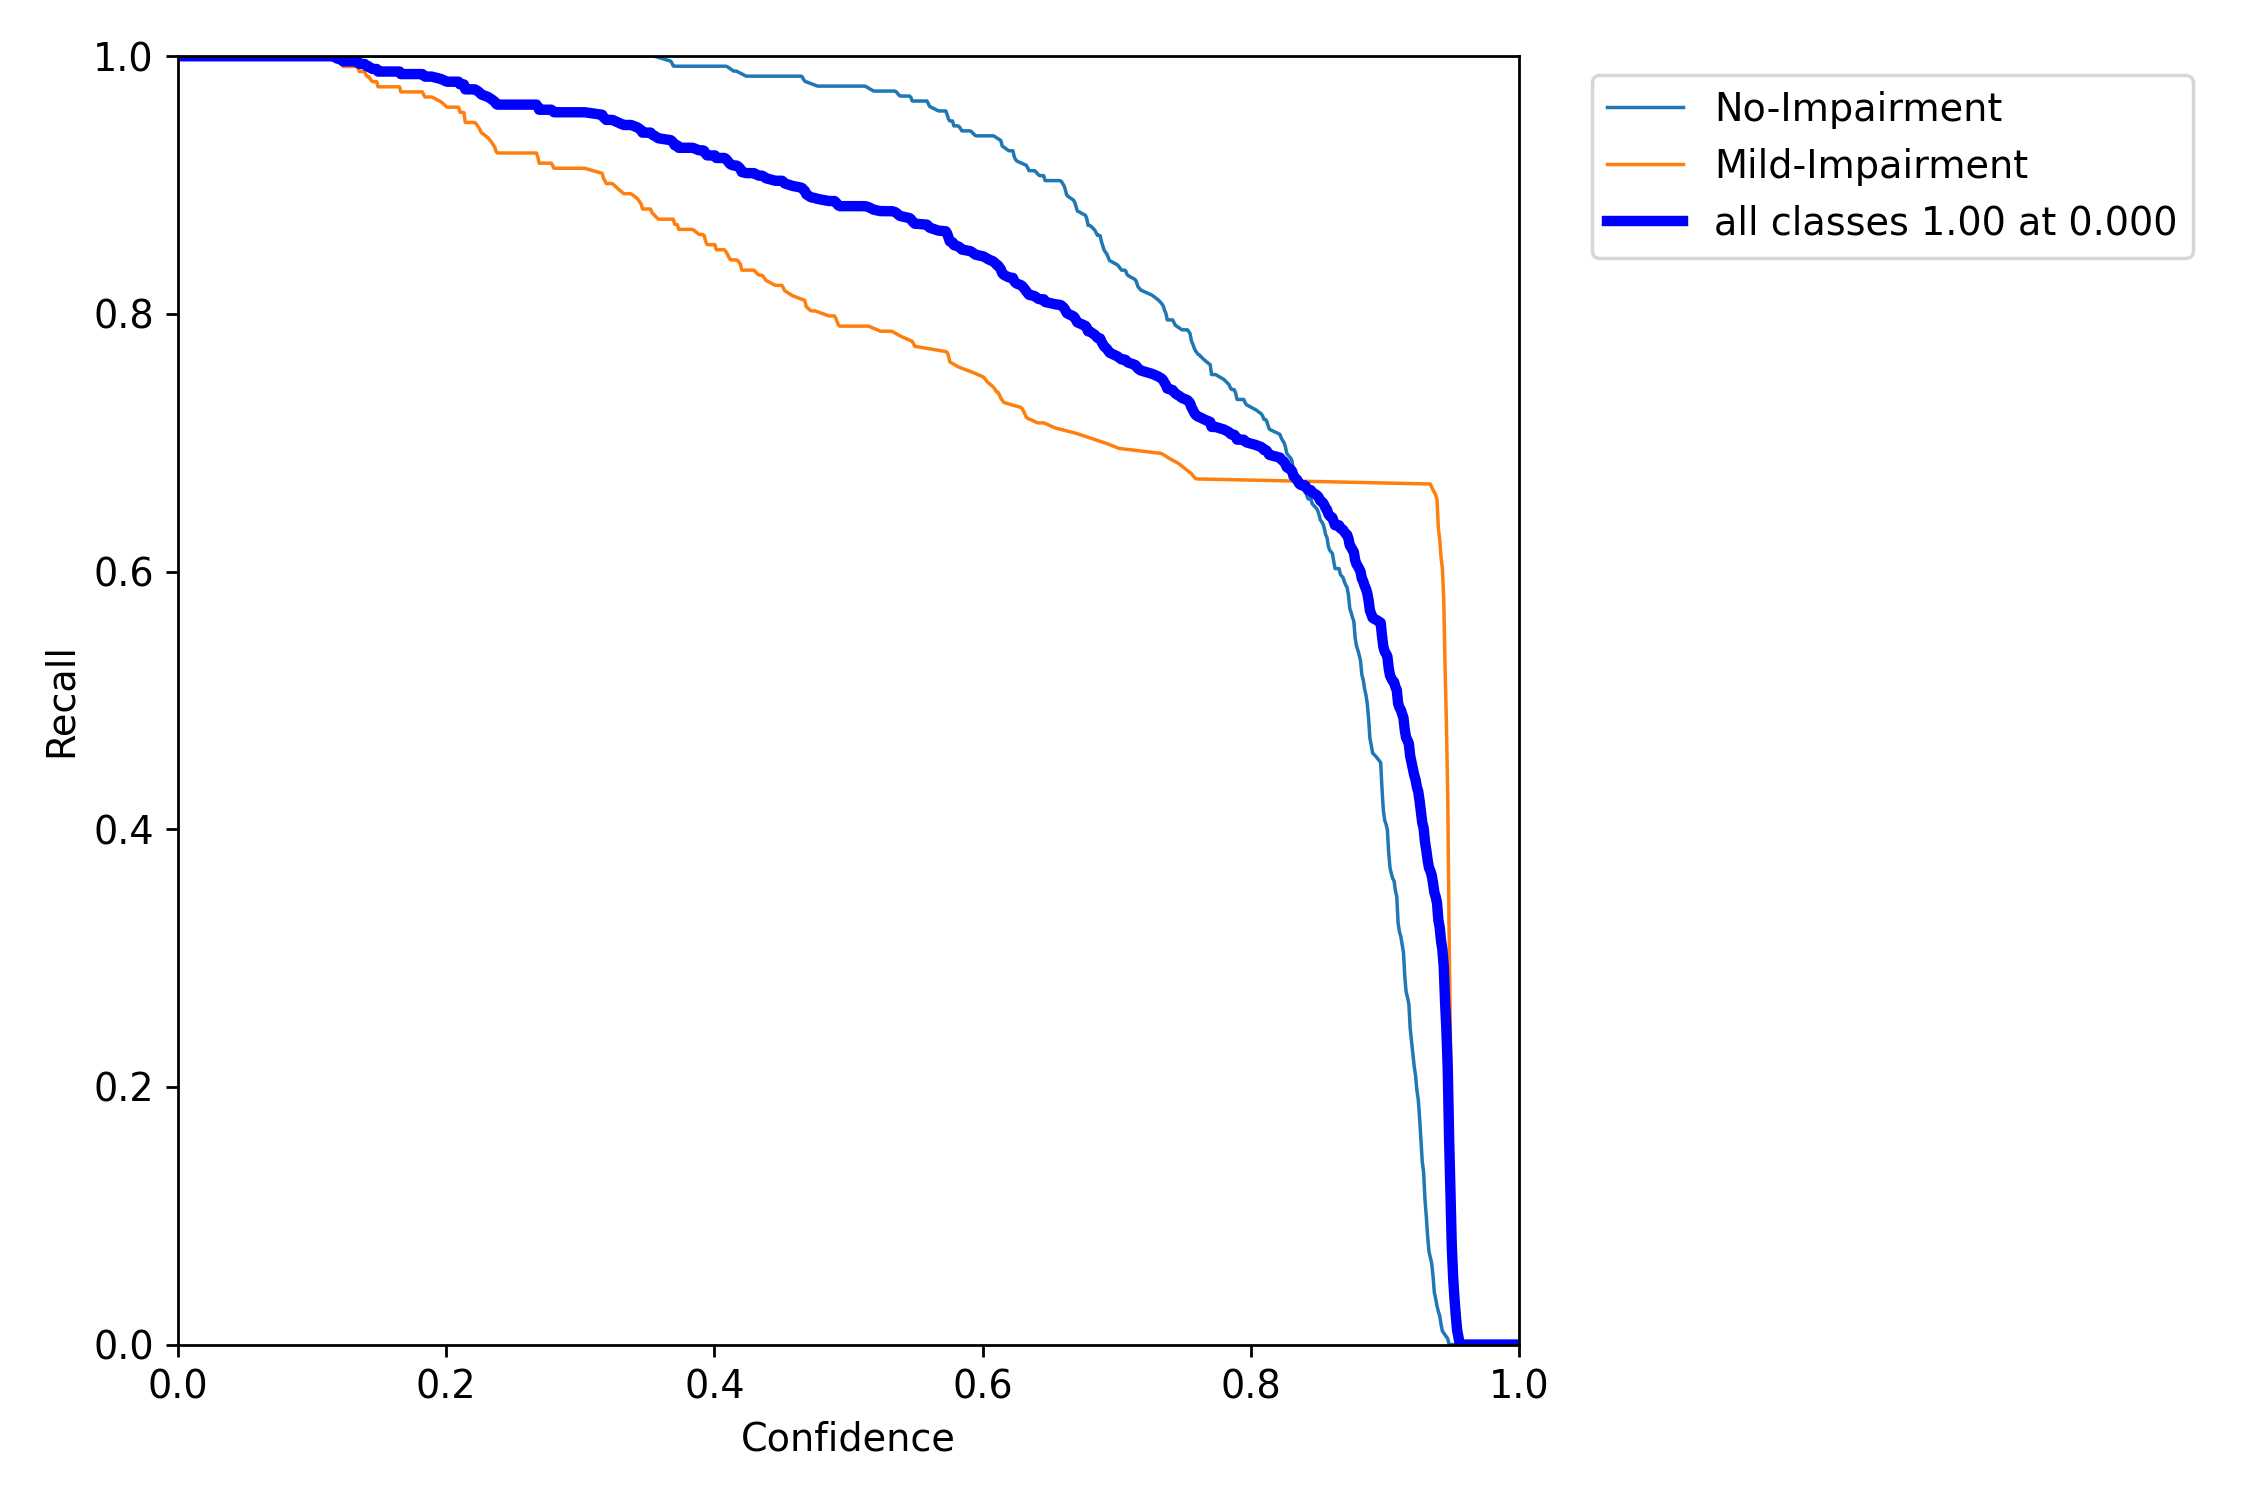 No-Impairment
Mild-Impairment
all classes 1.00 at 0.000
1.0
0.8
0.6
0.4
0.2
0.0
Recall
0.0 0.2 0.4 0.6 0.8 1.0
Confidence